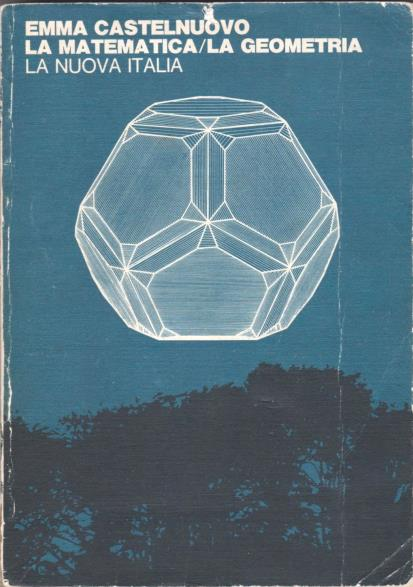 EMMA CASTELNUOVO
LA MATEMATICA/LA GEOMETRIA
LA NUOVA ITALIA